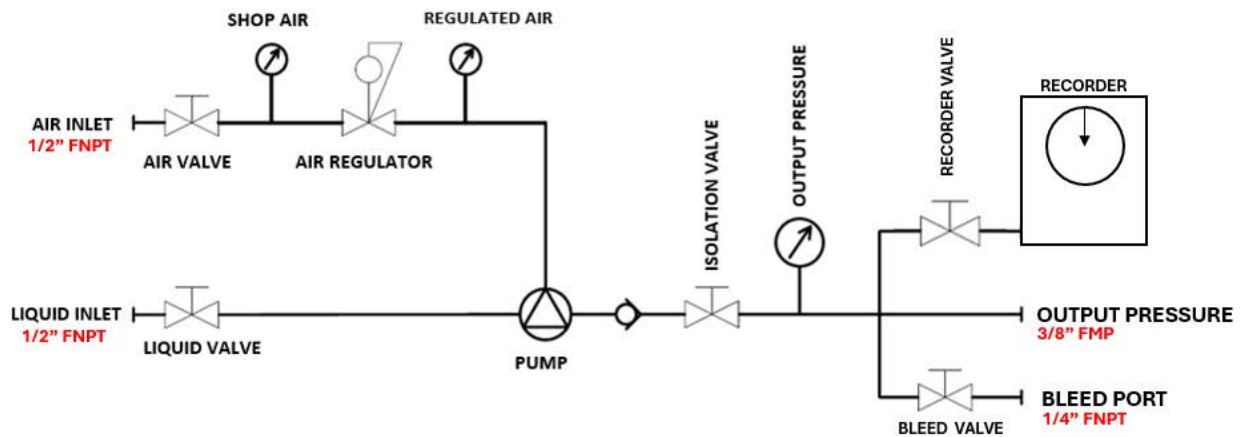 SHOP AIR
REGULATED AIR
AIR INLET
1/2" FNPT
AIR VALVE
AIR REGULATOR
ISOLATION VALVE
OUTPUT PRESSURE
RECORDER VALVE
RECORDER
LIQUID INLET
1/2" FNPT
LIQUID VALVE
PUMP
OUTPUT PRESSURE
3/8" FMP
BLEED PORT
1/4" FNPT
BLEED VALVE